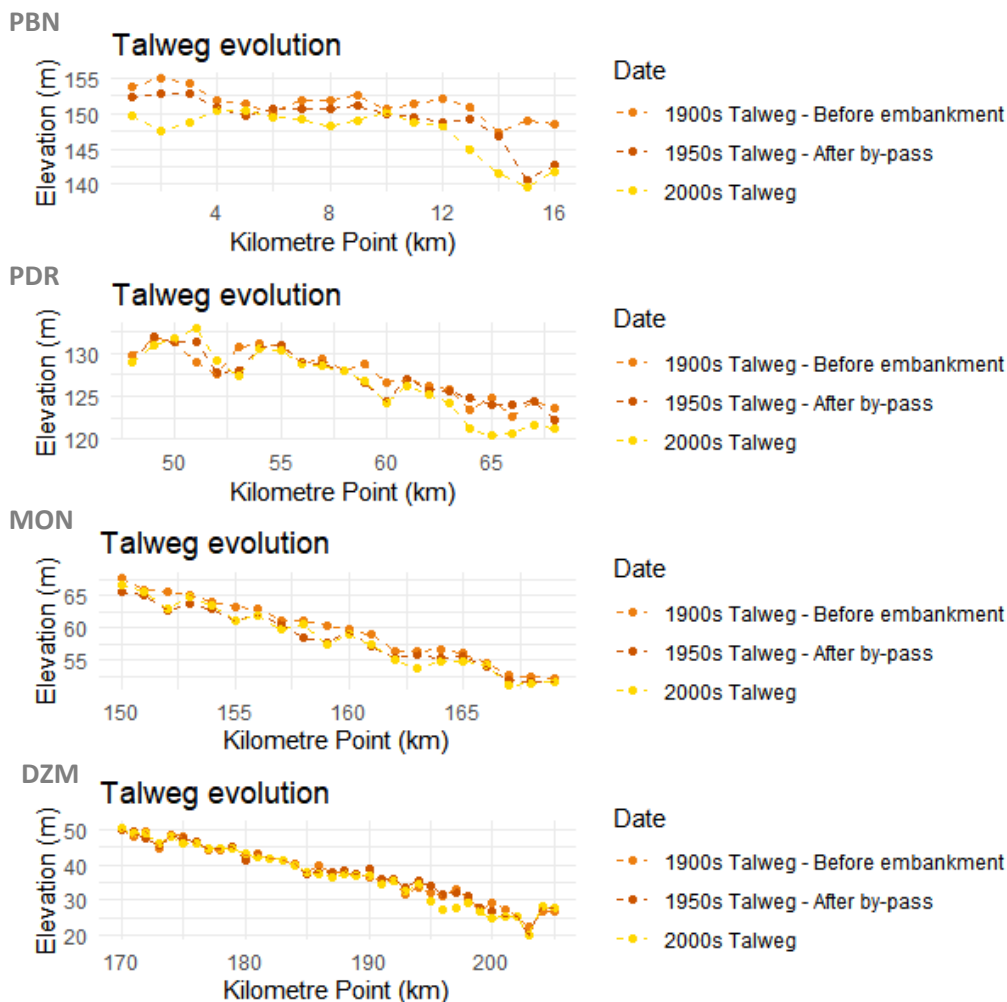 PBN
Talweg evolution
Elevation (m)
155
150
145
140
4 8 12 16
Kilometre Point (km)
Date
1900s Talweg - Before embankment
1950s Talweg - After by-pass
2000s Talweg
PDR
Talweg evolution
Elevation (m)
130
125
120
50 55 60 65
Kilometre Point (km)
Date
1900s Talweg - Before embankment
1950s Talweg - After by-pass
2000s Talweg
MON
Talweg evolution
Elevation (m)
65
60
55
150 155 160 165
Kilometre Point (km)
Date
1900s Talweg - Before embankment
1950s Talweg - After by-pass
2000s Talweg
DZM
Talweg evolution
Elevation (m)
50
40
30
20
170 180 190 200
Kilometre Point (km)
Date
1900s Talweg - Before embankment
1950s Talweg - After by-pass
2000s Talweg